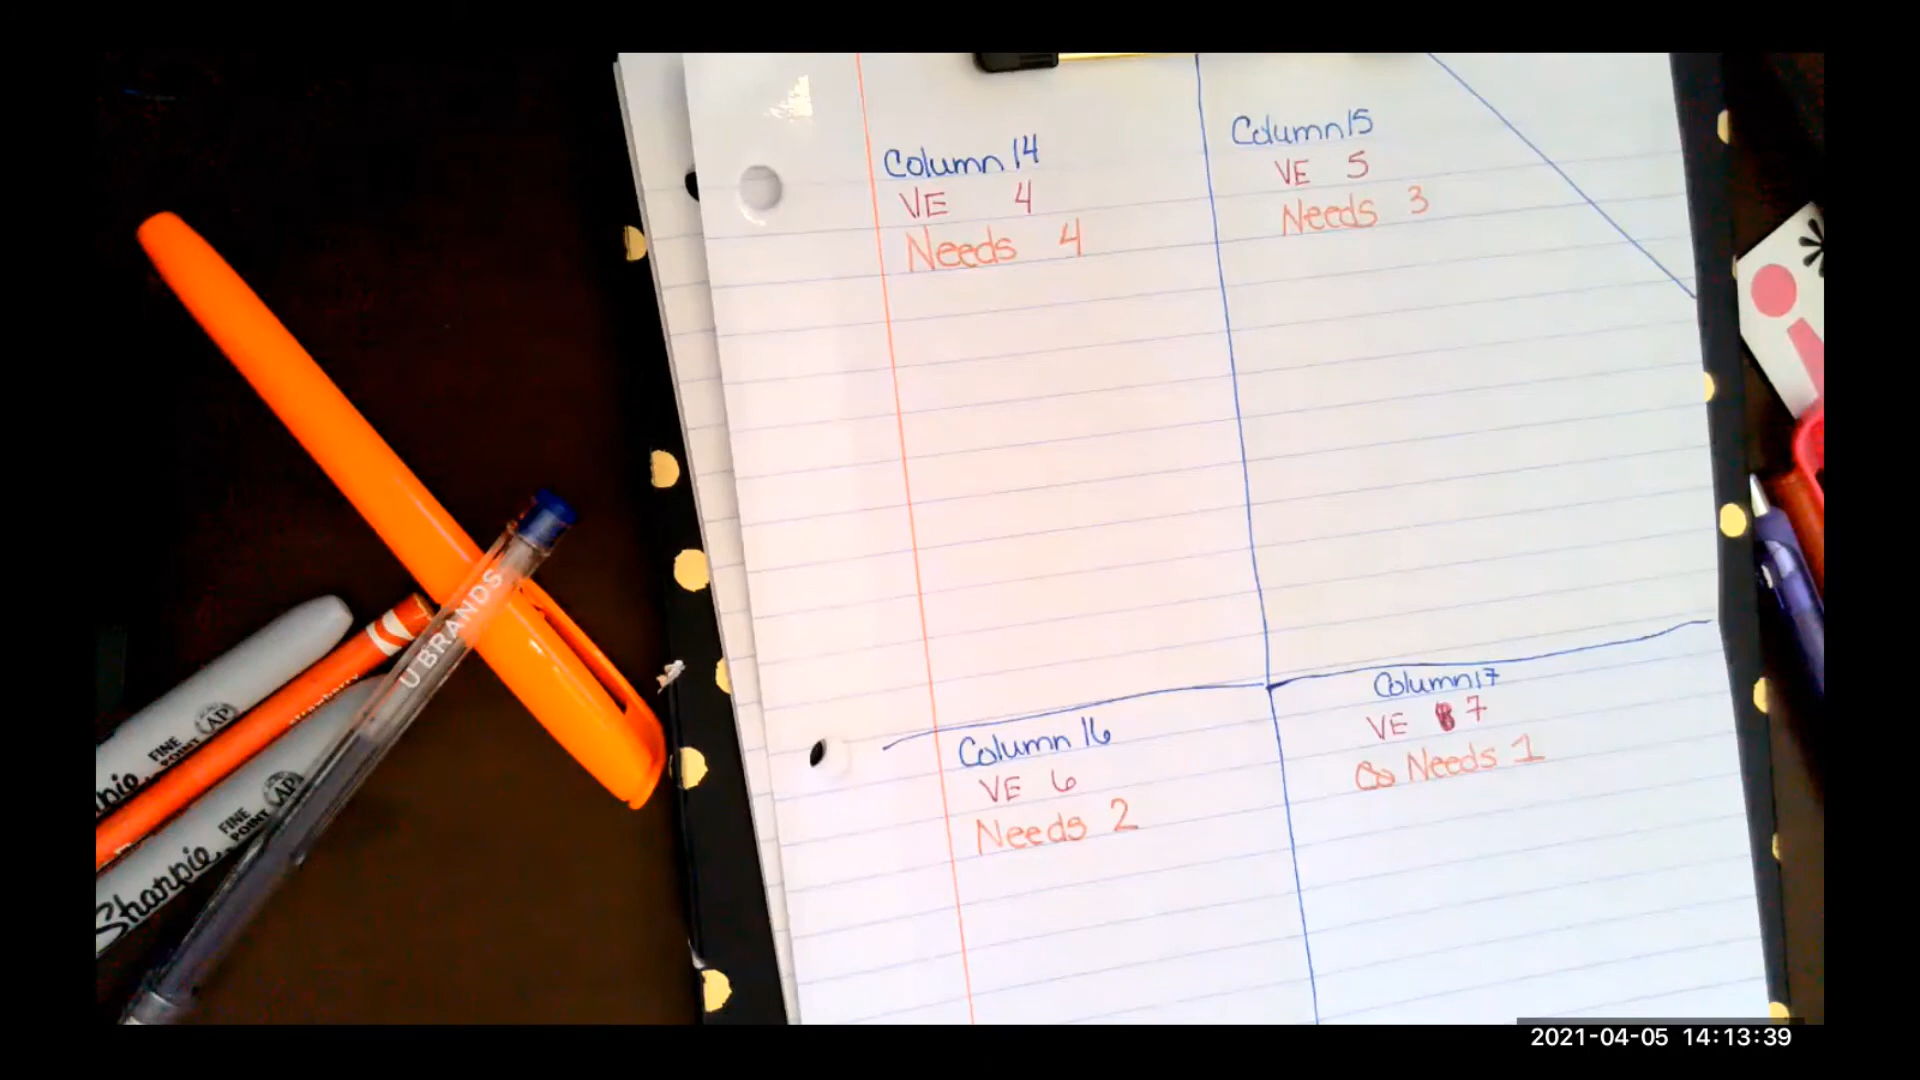 Column 14
VE 4
Needs 4
Column 15
VE 5
Needs 3
Column 16
VE 6
Needs 2
Column 17
VE 7
Needs 1
U BRANDS
FINE
POINT
AP
FINE
POINT
AP
Sharpie
strawberry
2021-04-05 14:13:39